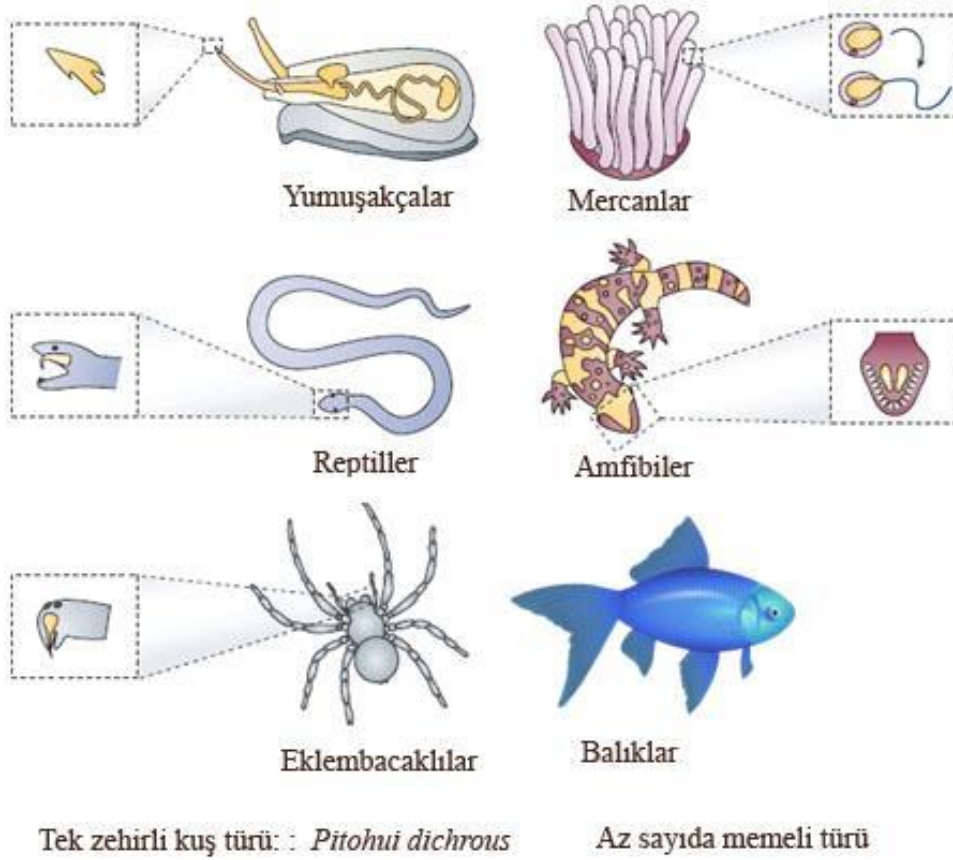 Yumuşakçalar
Mercanlar
Reptiller
Amfibiler
Eklembacaklılar
Balıklar
Tek zehirli kuş türü: : Pitohui dichrous
Az sayıda memeli türü